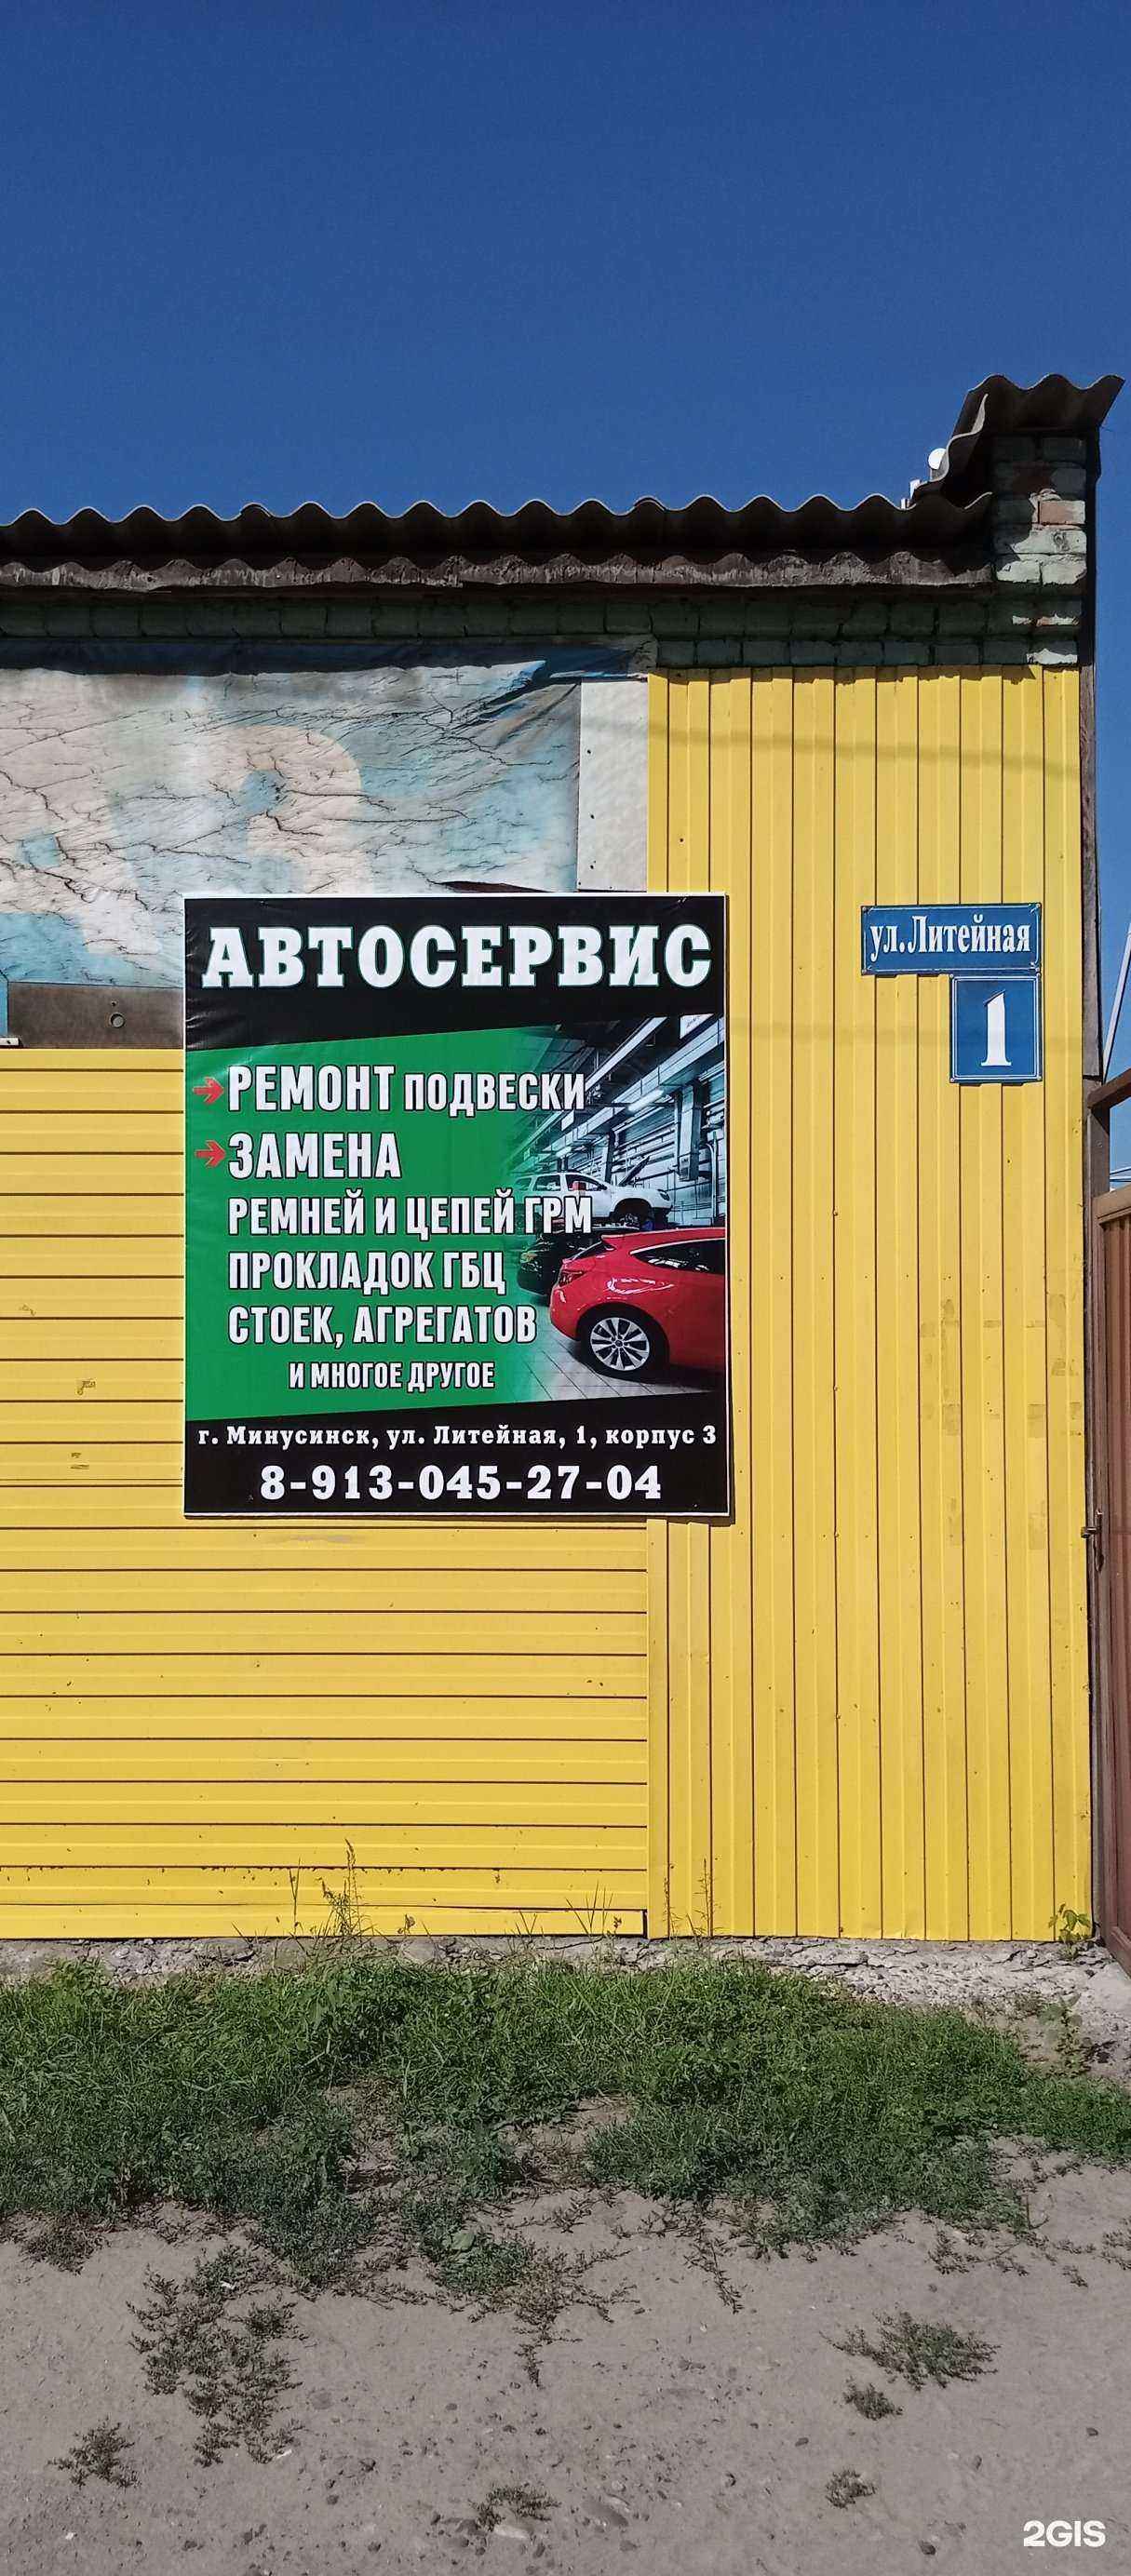 АВТОСЕРВИС
РЕМОНТ ПОДВЕСКИ
ЗАМЕНА
РЕМНЕЙ И ЦЕПЕЙ ГРМ
ПРОКЛАДОК ГБЦ
СТОЕК, АГРЕГАТОВ
И МНОГОЕ ДРУГОЕ
г. Минусинск, ул. Литейная, 1, корпус 3
8-913-045-27-04
ул.Литейная
1
2GIS